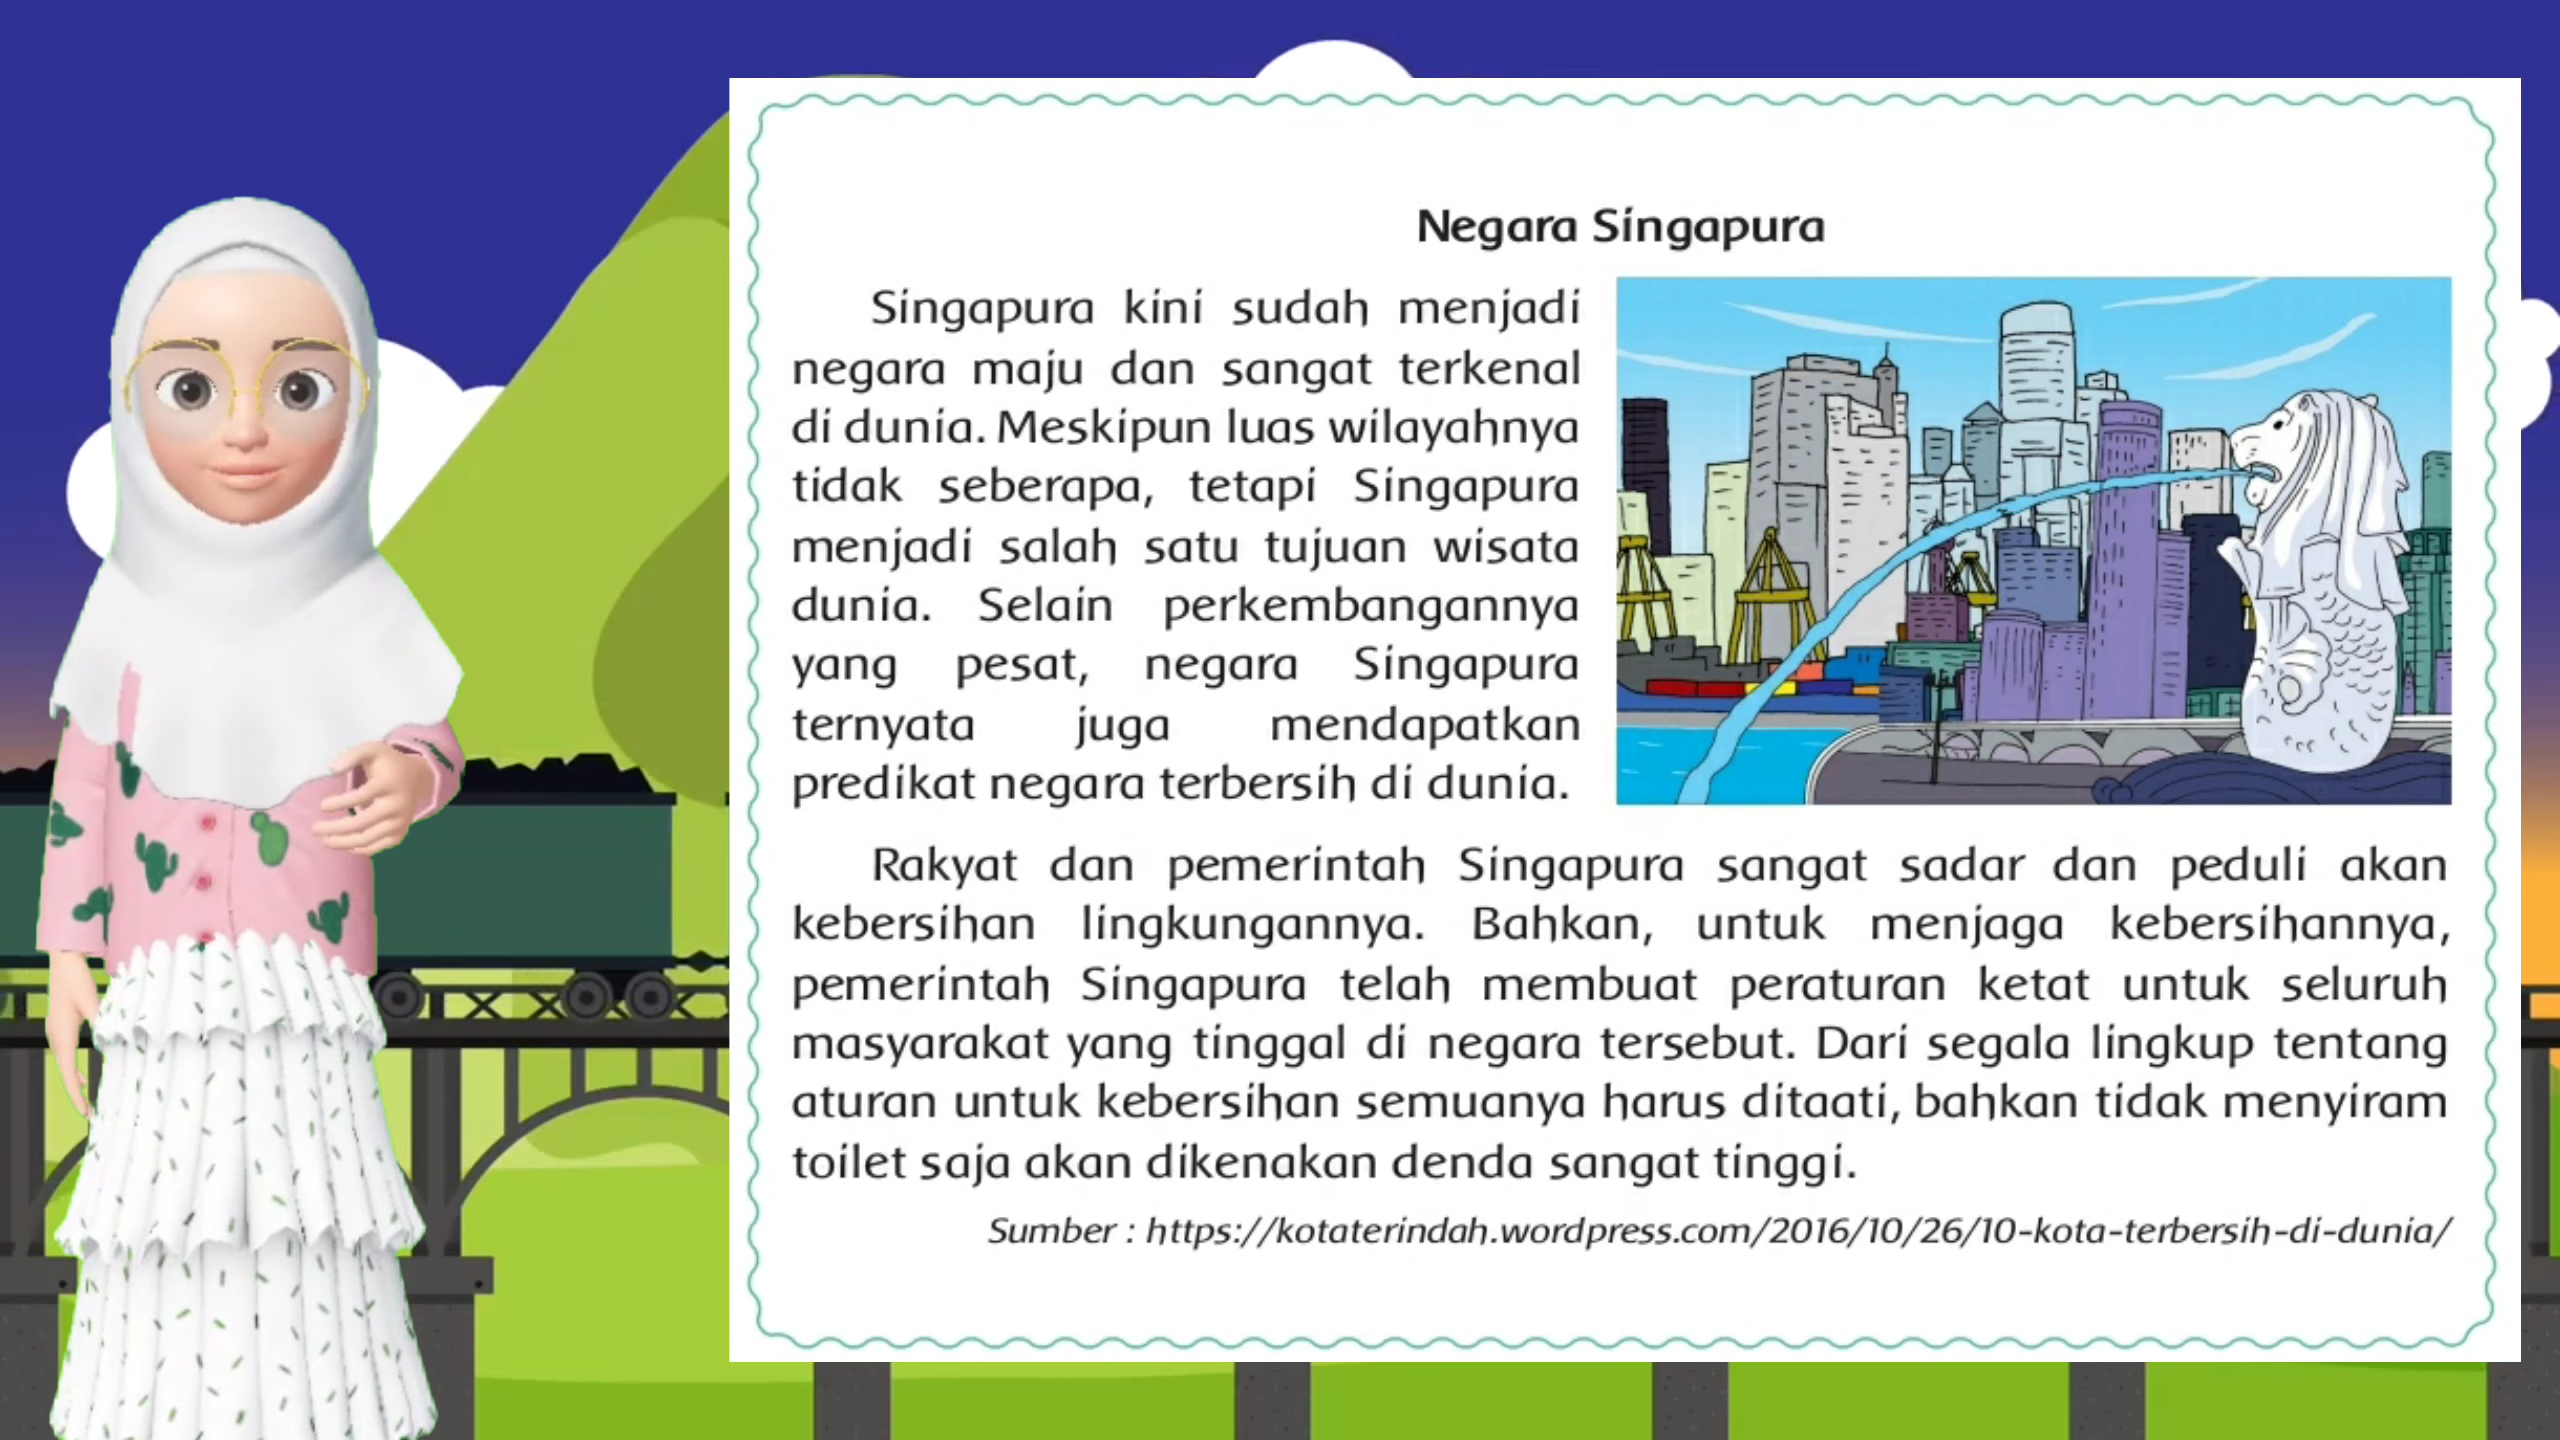 Negara Singapura
Singapura kini sudah menjadi
negara maju dan sangat terkenal
di dunia. Meskipun luas wilayahnya
tidak seberapa, tetapi Singapura
menjadi salah satu tujuan wisata
dunia. Selain perkembangannya
yang pesat, negara Singapura
ternyata juga mendapatkan
predikat negara terbersih di dunia.
Rakyat dan pemerintah Singapura sangat sadar dan peduli akan
kebersihan lingkungannya. Bahkan, untuk menjaga kebersihannya,
pemerintah Singapura telah membuat peraturan ketat untuk seluruh
masyarakat yang tinggal di negara tersebut. Dari segala lingkup tentang
aturan untuk kebersihan semuanya harus ditaati, bahkan tidak menyiram
toilet saja akan dikenakan denda sangat tinggi.
Sumber : https://kotaterindah.wordpress.com/2016/10/26/10-kota-terbersih-di-dunia/